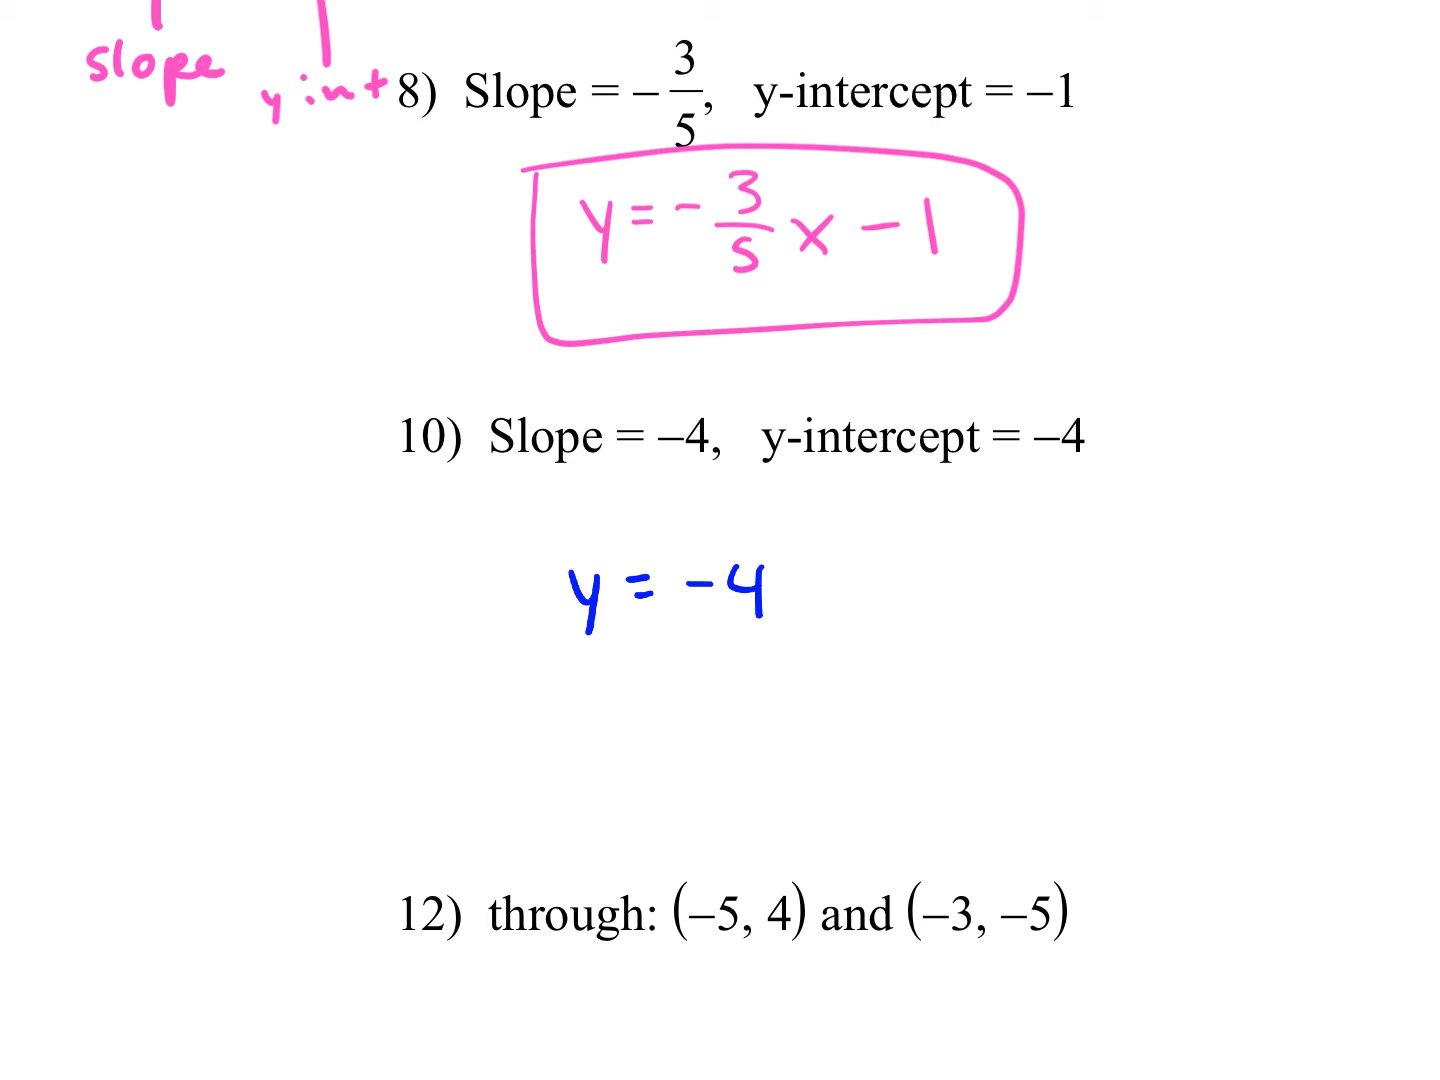 slope
y int
8) Slope = −3/5, y-intercept = −1
y = -3/5 x - 1
10) Slope = −4, y-intercept = −4
y = -4
12) through: (−5, 4) and (−3, −5)